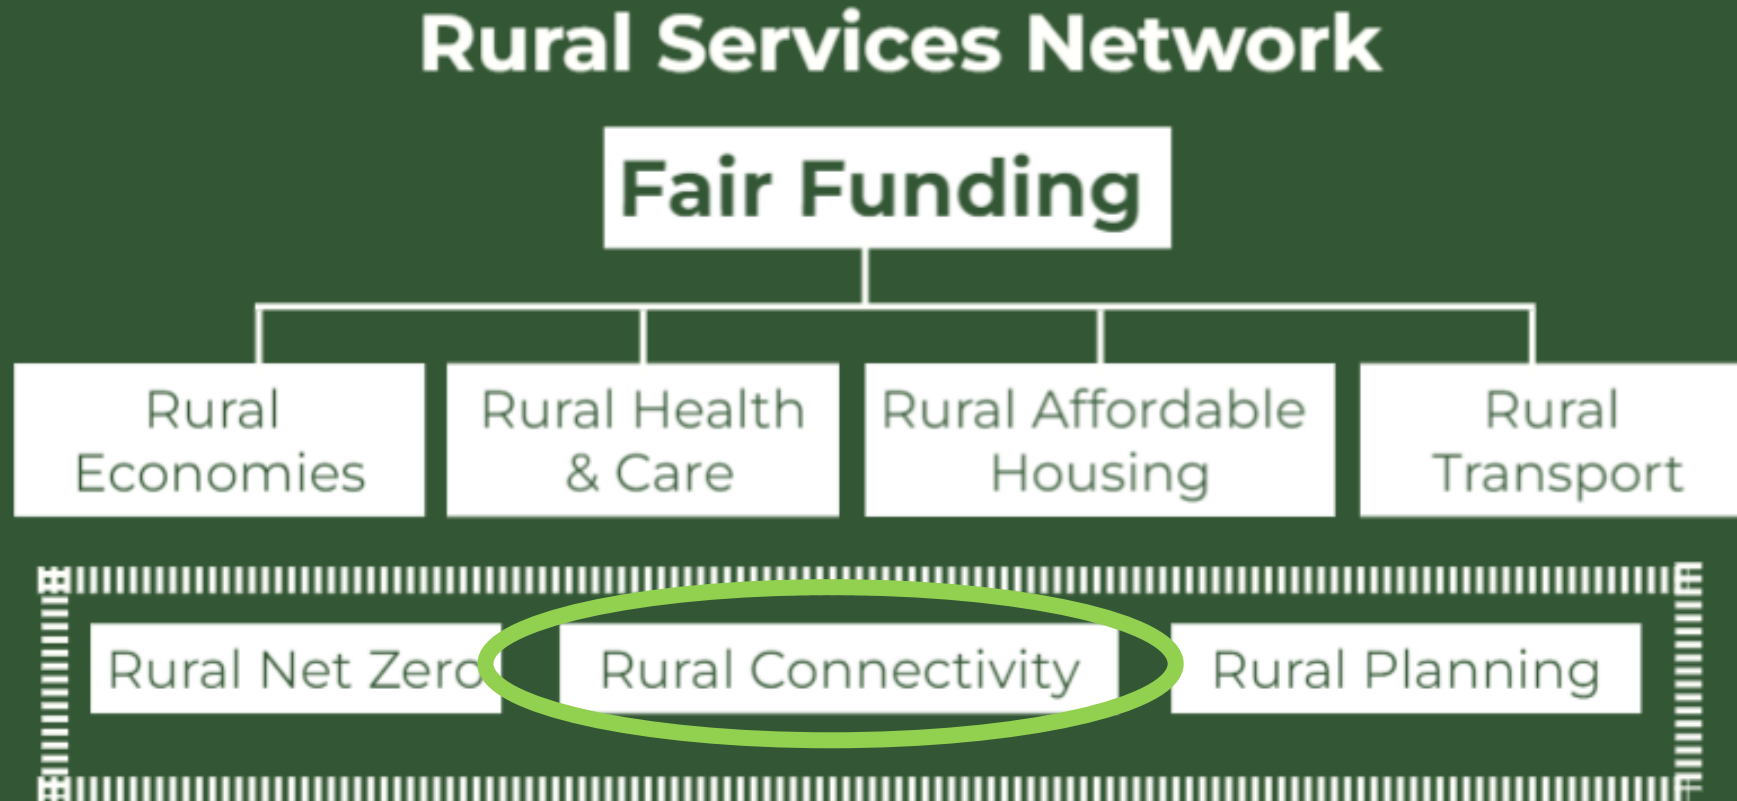 Rural Services Network
Fair Funding
Rural
Economies
Rural Health
& Care
Rural Affordable
Housing
Rural
Transport
Rural Net Zero
Rural Connectivity
Rural Planning